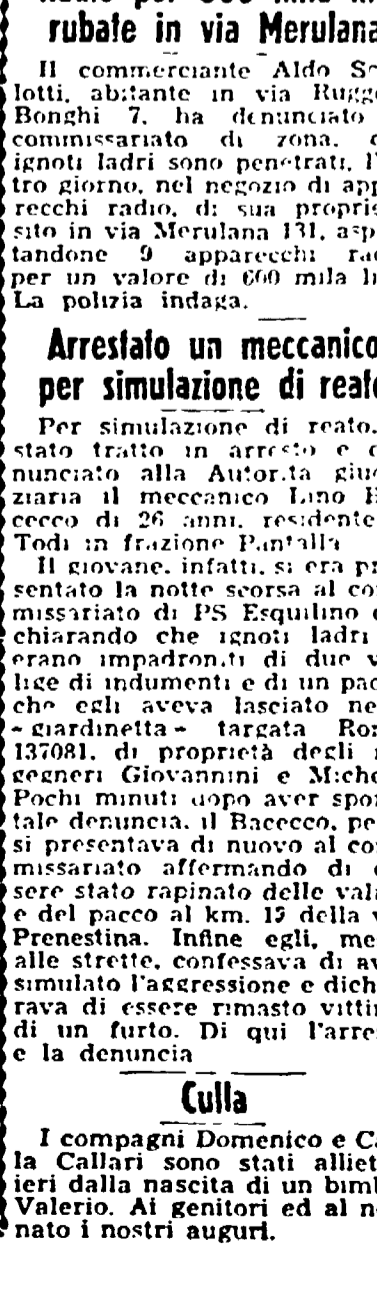 rubate in via Merulana
Il commerciante Aldo
lotti, abitante in via
Bonghi 7, ha denunciato
commissariato di zona,
ignoti ladri sono penetrati,
tro giorno, nel negozio di
recchi radio, di sua
sito in via Merulana 131,
tandone 9 apparecchi
per un valore di 600 mila
La polizia indaga.
Arrestato un meccanico
per simulazione di reato
Per simulazione di reato,
stato tratto in arresto e
nunciato alla Autorità
ziaria il meccanico Lino
cecco di 26 anni, residente
Todi in frazione Pantalla
Il giovane, infatti, si era
sentato la notte scorsa al
missariato di PS Esquilino
chiarando che ignoti ladri
erano impadroniti di due
lige di indumenti e di un
che egli aveva lasciato
« giardinetta » targata
137081, di proprietà degli
gegneri Giovannini e
Pochi minuti dopo aver
tale denuncia, il Bacecco,
si presentava di nuovo al
missariato affermando di
sere stato rapinato delle
e del pacco al km. 15 della
Prenestina. Infine egli,
alle strette, confessava di
simulato l'aggressione e
rava di essere rimasto
di un furto. Di qui
e la denuncia
Culla
I compagni Domenico e
la Callari sono stati
ieri dalla nascita di un
Valerio. Ai genitori ed al
nato i nostri auguri.